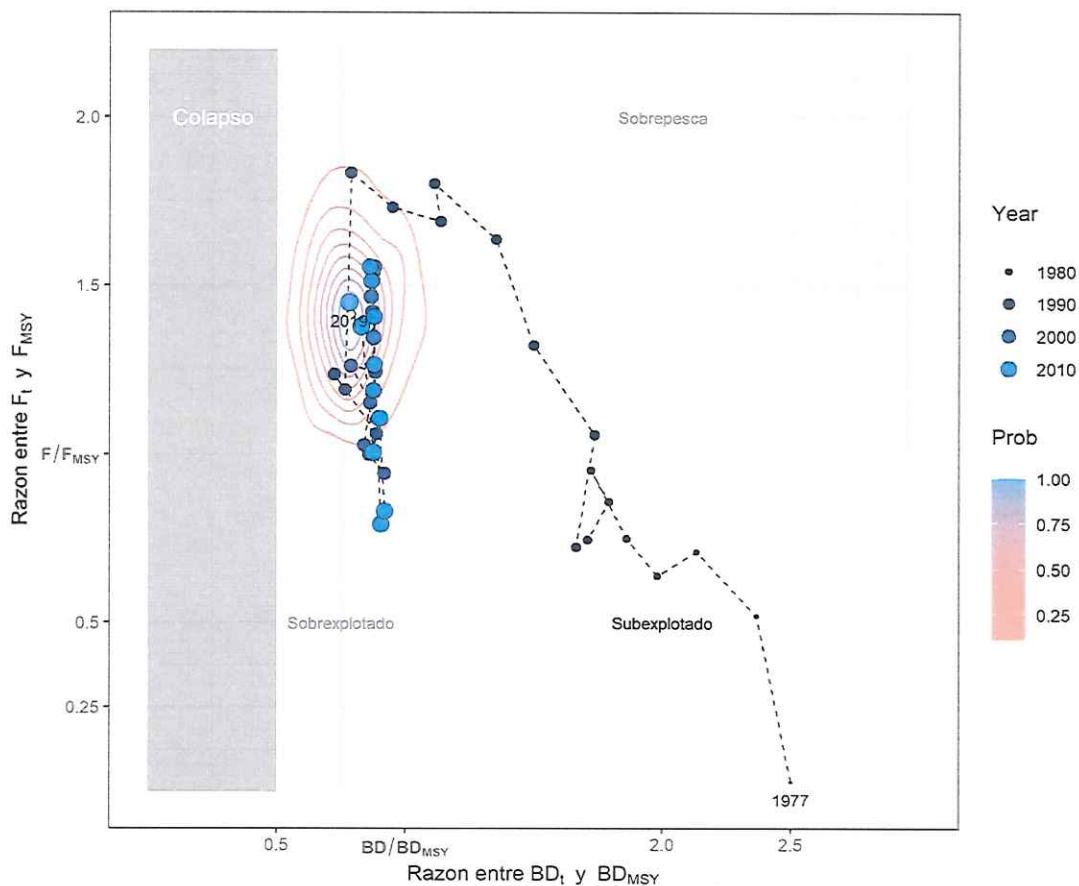 Colapso
Sobrepesca
2019
Sobrexplotado
Subexplotado
1977
2.0
1.5
F/F_MSY
0.5
0.25
Razon entre F_t y F_MSY
0.5
BD/BD_MSY
2.0
2.5
Razon entre BD_t y BD_MSY
Year
1980
1990
2000
2010
Prob
1.00
0.75
0.50
0.25